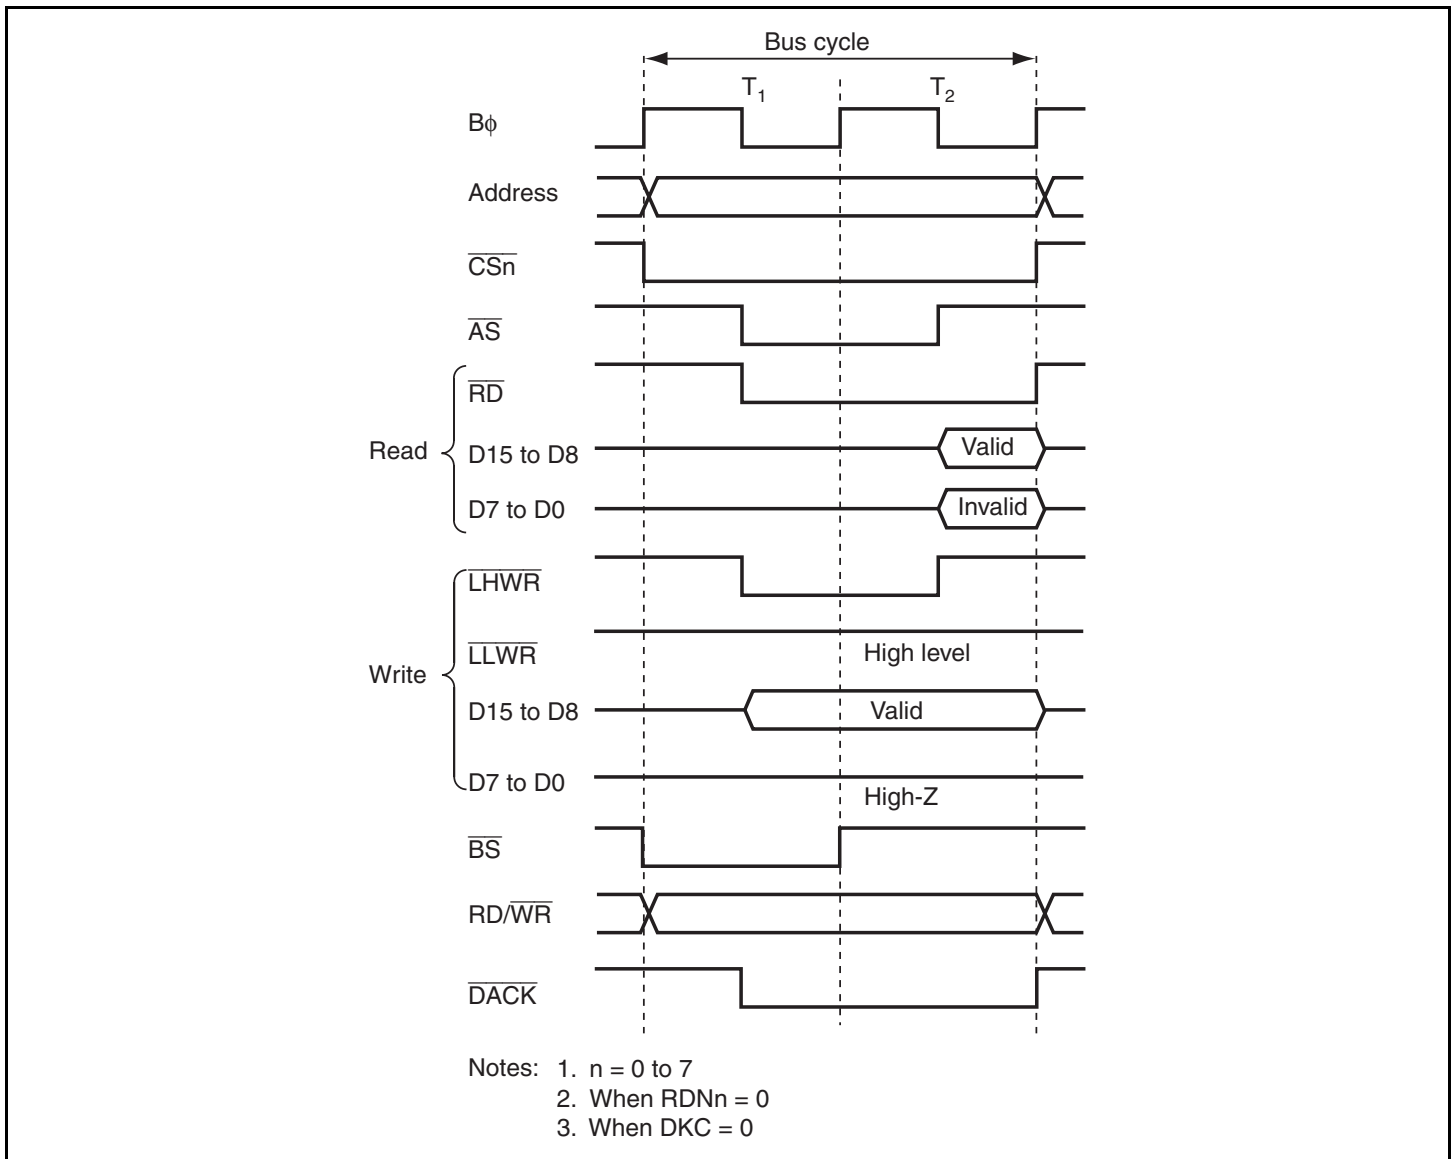 Bus cycle
T1 T2
Bφ
Address
CSn
AS
Read
RD
D15 to D8 Valid
D7 to D0 Invalid
Write
LHWR
LLWR High level
D15 to D8 Valid
D7 to D0 High-Z
BS
RD/WR
DACK
Notes: 1. n = 0 to 7
2. When RDNn = 0
3. When DKC = 0